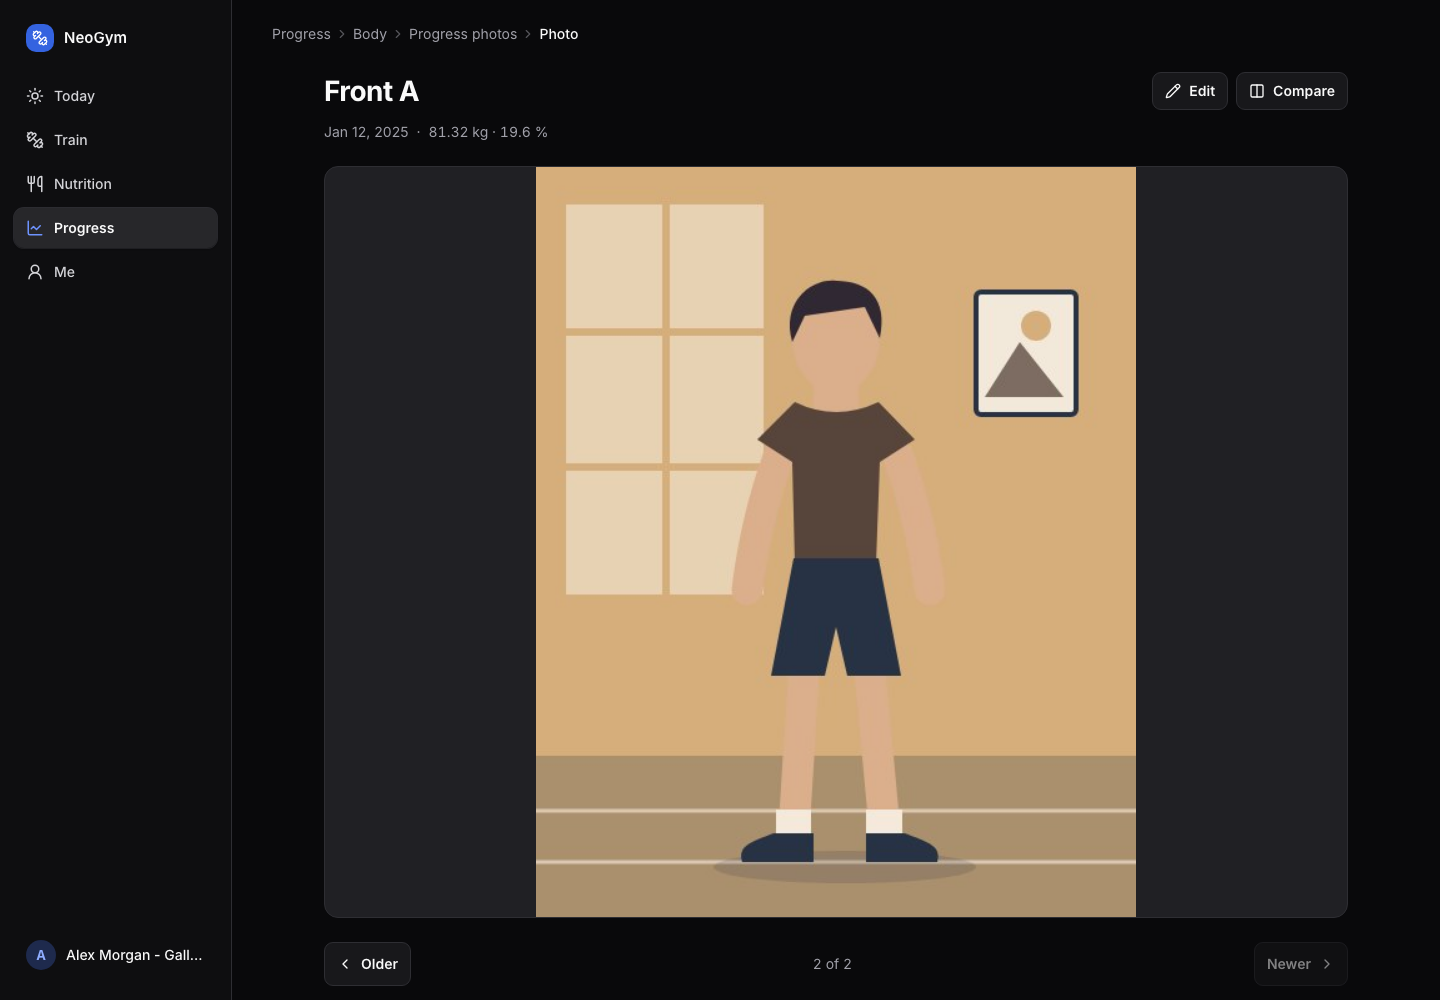 NeoGym
Today
Train
Nutrition
Progress
Me
A
Alex Morgan - Gall...
Progress > Body > Progress photos > Photo
Front A
Edit
Compare
Jan 12, 2025 · 81.32 kg · 19.6 %
Older
2 of 2
Newer